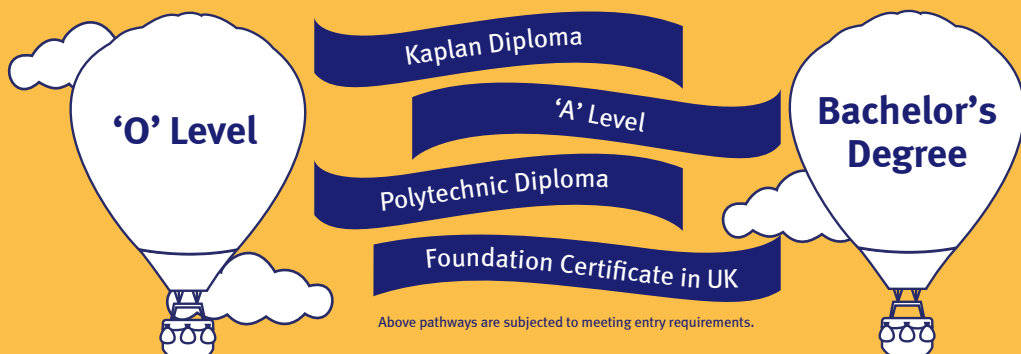 ‘O’ Level
Kaplan Diploma
‘A’ Level
Polytechnic Diploma
Foundation Certificate in UK
Above pathways are subjected to meeting entry requirements.
Bachelor’s
Degree